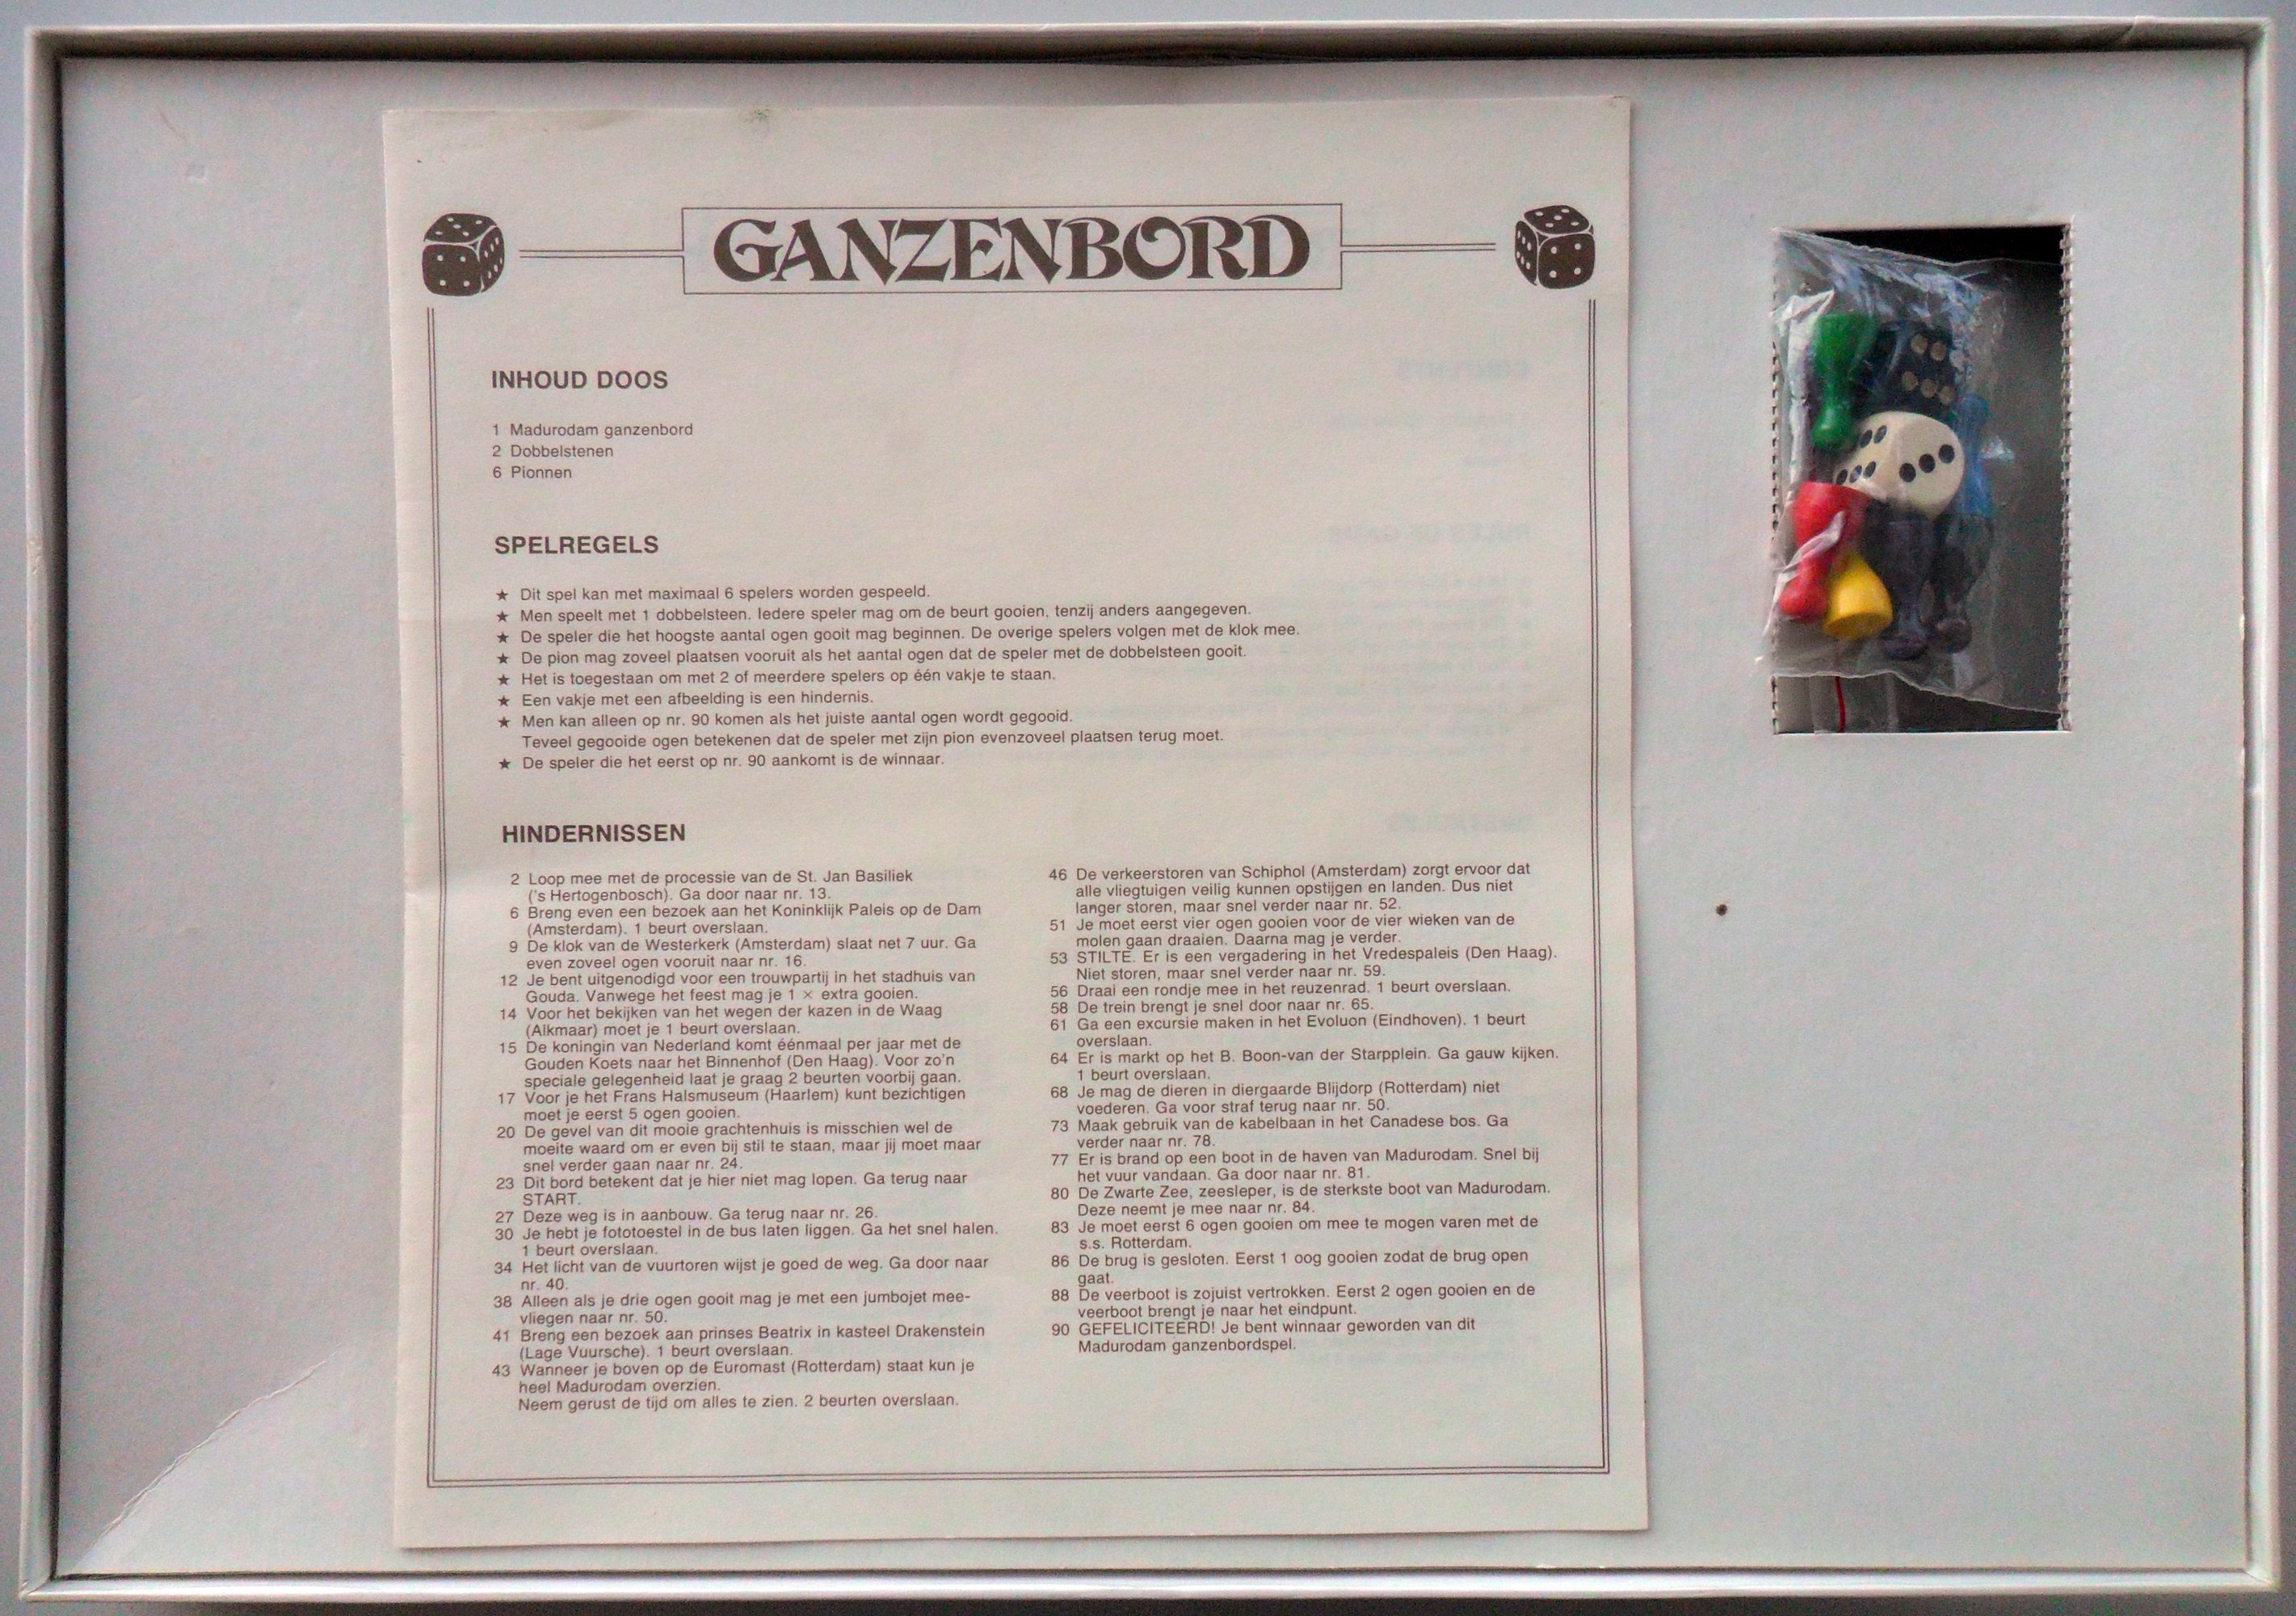 GANZENBORD
INHOUD DOOS
1 Madurodam ganzenbord
2 Dobbelstenen
6 Pionnen
SPELREGELS
★ Dit spel kan met maximaal 6 spelers worden gespeeld.
★ Men speelt met 1 dobbelsteen. Iedere speler mag om de beurt gooien, tenzij anders aangegeven.
★ De speler die het hoogste aantal ogen gooit mag beginnen. De overige spelers volgen met de klok mee.
★ De pion mag zoveel plaatsen vooruit als het aantal ogen dat de speler met de dobbelsteen gooit.
★ Het is toegestaan om met 2 of meerdere spelers op één vakje te staan.
★ Een vakje met een afbeelding is een hindernis.
★ Men kan alleen op nr. 90 komen als het juiste aantal ogen wordt gegooid.
Teveel gegooide ogen betekenen dat de speler met zijn pion evenzoveel plaatsen terug moet.
★ De speler die het eerst op nr. 90 aankomt is de winnaar.
HINDERNISSEN
2 Loop mee met de processie van de St. Jan Basiliek
('s Hertogenbosch). Ga door naar nr. 13.
6 Breng even een bezoek aan het Koninklijk Paleis op de Dam
(Amsterdam). 1 beurt overslaan.
9 De klok van de Westerkerk (Amsterdam) slaat net 7 uur. Ga
even zoveel ogen vooruit naar nr. 16.
12 Je bent uitgenodigd voor een trouwpartij in het stadhuis van
Gouda. Vanwege het feest mag je 1 × extra gooien.
14 Voor het bekijken van het wegen der kazen in de Waag
(Alkmaar) moet je 1 beurt overslaan.
15 De koningin van Nederland komt éénmaal per jaar met de
Gouden Koets naar het Binnenhof (Den Haag). Voor zo'n
speciale gelegenheid laat je graag 2 beurten voorbij gaan.
17 Voor je het Frans Halsmuseum (Haarlem) kunt bezichtigen
moet je eerst 5 ogen gooien.
20 De gevel van dit mooie grachtenhuis is misschien wel de
moeite waard om er even bij stil te staan, maar jij moet maar
snel verder gaan naar nr. 24.
23 Dit bord betekent dat je hier niet mag lopen. Ga terug naar
START.
27 Deze weg is in aanbouw. Ga terug naar nr. 26.
30 Je hebt je fototoestel in de bus laten liggen. Ga het snel halen.
1 beurt overslaan.
34 Het licht van de vuurtoren wijst je goed de weg. Ga door naar
nr. 40.
38 Alleen als je drie ogen gooit mag je met een jumbojet mee-
vliegen naar nr. 50.
41 Breng een bezoek aan prinses Beatrix in kasteel Drakenstein
(Lage Vuursche). 1 beurt overslaan.
43 Wanneer je boven op de Euromast (Rotterdam) staat kun je
heel Madurodam overzien.
Neem gerust de tijd om alles te zien. 2 beurten overslaan.
46 De verkeerstoren van Schiphol (Amsterdam) zorgt ervoor dat
alle vliegtuigen veilig kunnen opstijgen en landen. Dus niet
langer storen, maar snel verder naar nr. 52.
51 Je moet eerst vier ogen gooien voor de vier wieken van de
molen gaan draaien. Daarna mag je verder.
53 STILTE. Er is een vergadering in het Vredespaleis (Den Haag).
Niet storen, maar snel verder naar nr. 59.
56 Draai een rondje mee in het reuzenrad. 1 beurt overslaan.
58 De trein brengt je snel door naar nr. 65.
61 Ga een excursie maken in het Evoluon (Eindhoven). 1 beurt
overslaan.
64 Er is markt op het B. Boon-van der Starpplein. Ga gauw kijken.
1 beurt overslaan.
68 Je mag de dieren in diergaarde Blijdorp (Rotterdam) niet
voederen. Ga voor straf terug naar nr. 50.
73 Maak gebruik van de kabelbaan in het Canadese bos. Ga
verder naar nr. 78.
77 Er is brand op een boot in de haven van Madurodam. Snel bij
het vuur vandaan. Ga door naar nr. 81.
80 De Zwarte Zee, zeesleper, is de sterkste boot van Madurodam.
Deze neemt je mee naar nr. 84.
83 Je moet eerst 6 ogen gooien om mee te mogen varen met de
s.s. Rotterdam.
86 De brug is gesloten. Eerst 1 oog gooien zodat de brug open
gaat.
88 De veerboot is zojuist vertrokken. Eerst 2 ogen gooien en de
veerboot brengt je naar het eindpunt.
90 GEFELICITEERD! Je bent winnaar geworden van dit
Madurodam ganzenbordspel.